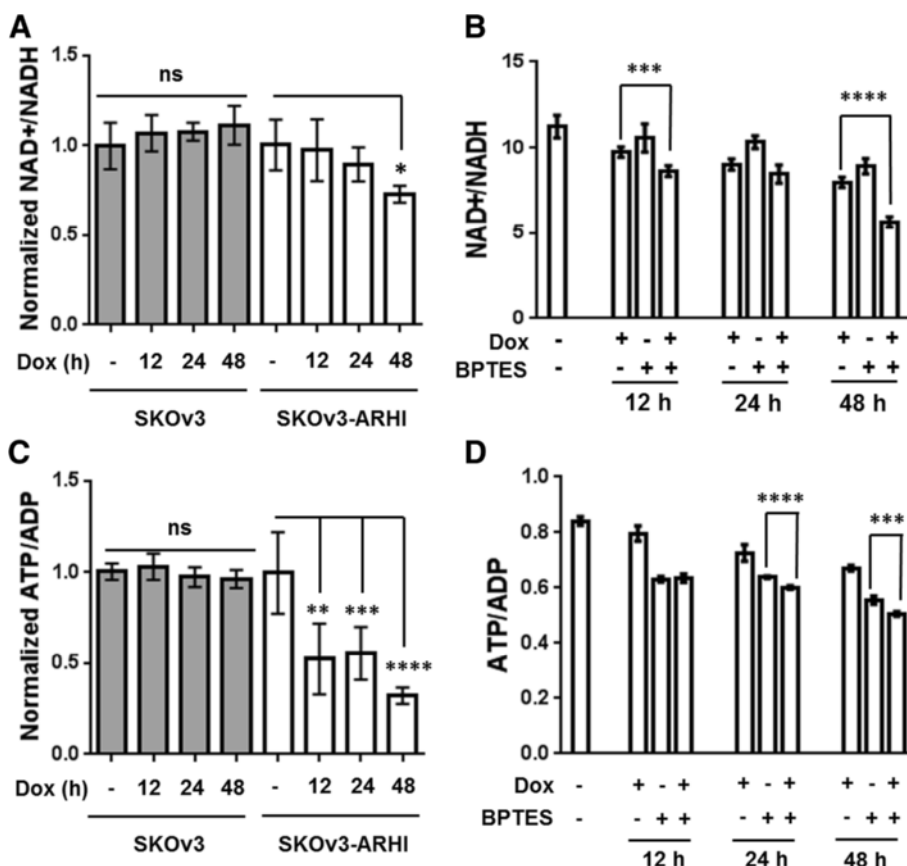 A
Normalized NAD+/NADH
1.5
1.0
0.5
0.0
ns
*
Dox (h) - 12 24 48 - 12 24 48
SKOv3 SKOv3-ARHI
B
NAD+/NADH
15
10
5
0
*** ****
Dox - + - + + - + + - +
BPTES - - + + - + + - + +
12 h 24 h 48 h
C
Normalized ATP/ADP
1.5
1.0
0.5
0.0
ns
** *** ****
Dox (h) - 12 24 48 - 12 24 48
SKOv3 SKOv3-ARHI
D
ATP/ADP
1.0
0.8
0.6
0.4
0.2
0.0
**** ***
Dox - + - + + - + + - +
BPTES - + + + + + +
12 h 24 h 48 h